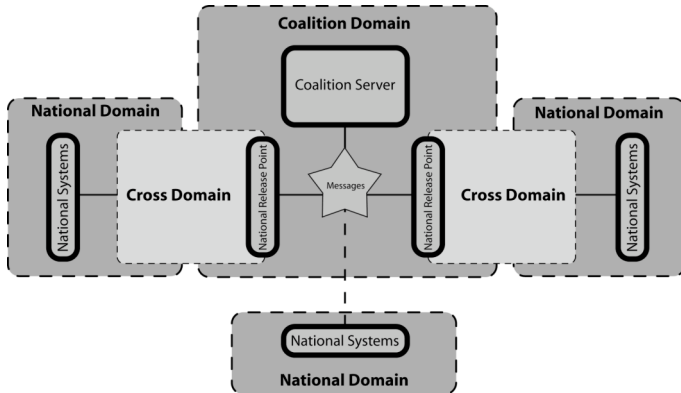 Coalition Domain
Coalition Server
National Domain
National Systems
Cross Domain
National Release Point
Messages
National Release Point
Cross Domain
National Domain
National Systems
National Systems
National Domain